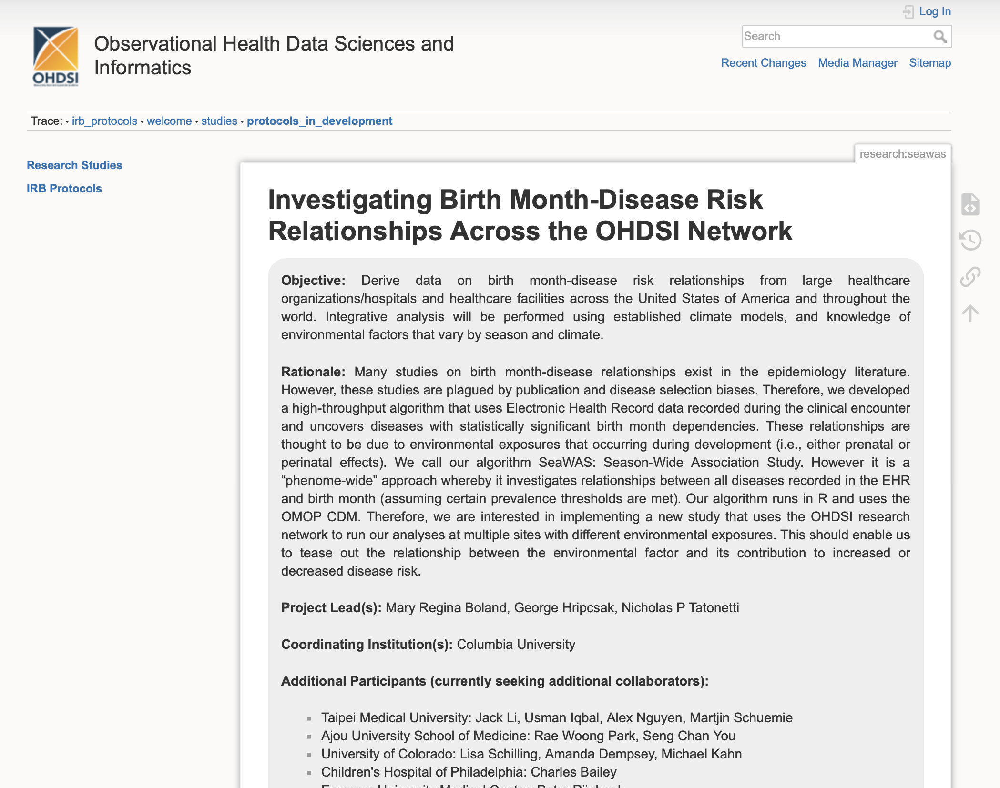 Log In
OHDSI
Observational Health Data Sciences and
Informatics
Search
Recent Changes Media Manager Sitemap
Trace: • irb_protocols • welcome • studies • protocols_in_development
research:seawas
Research Studies
IRB Protocols
Investigating Birth Month-Disease Risk
Relationships Across the OHDSI Network
Objective: Derive data on birth month-disease risk relationships from large healthcare
organizations/hospitals and healthcare facilities across the United States of America and throughout the
world. Integrative analysis will be performed using established climate models, and knowledge of
environmental factors that vary by season and climate.
Rationale: Many studies on birth month-disease relationships exist in the epidemiology literature.
However, these studies are plagued by publication and disease selection biases. Therefore, we developed
a high-throughput algorithm that uses Electronic Health Record data recorded during the clinical encounter
and uncovers diseases with statistically significant birth month dependencies. These relationships are
thought to be due to environmental exposures that occurring during development (i.e., either prenatal or
perinatal effects). We call our algorithm SeaWAS: Season-Wide Association Study. However it is a
“phenome-wide” approach whereby it investigates relationships between all diseases recorded in the EHR
and birth month (assuming certain prevalence thresholds are met). Our algorithm runs in R and uses the
OMOP CDM. Therefore, we are interested in implementing a new study that uses the OHDSI research
network to run our analyses at multiple sites with different environmental exposures. This should enable us
to tease out the relationship between the environmental factor and its contribution to increased or
decreased disease risk.
Project Lead(s): Mary Regina Boland, George Hripcsak, Nicholas P Tatonetti
Coordinating Institution(s): Columbia University
Additional Participants (currently seeking additional collaborators):
Taipei Medical University: Jack Li, Usman Iqbal, Alex Nguyen, Martjin Schuemie
Ajou University School of Medicine: Rae Woong Park, Seng Chan You
University of Colorado: Lisa Schilling, Amanda Dempsey, Michael Kahn
Children's Hospital of Philadelphia: Charles Bailey
Erasmus University Medical Center: Peter Rijnbeek